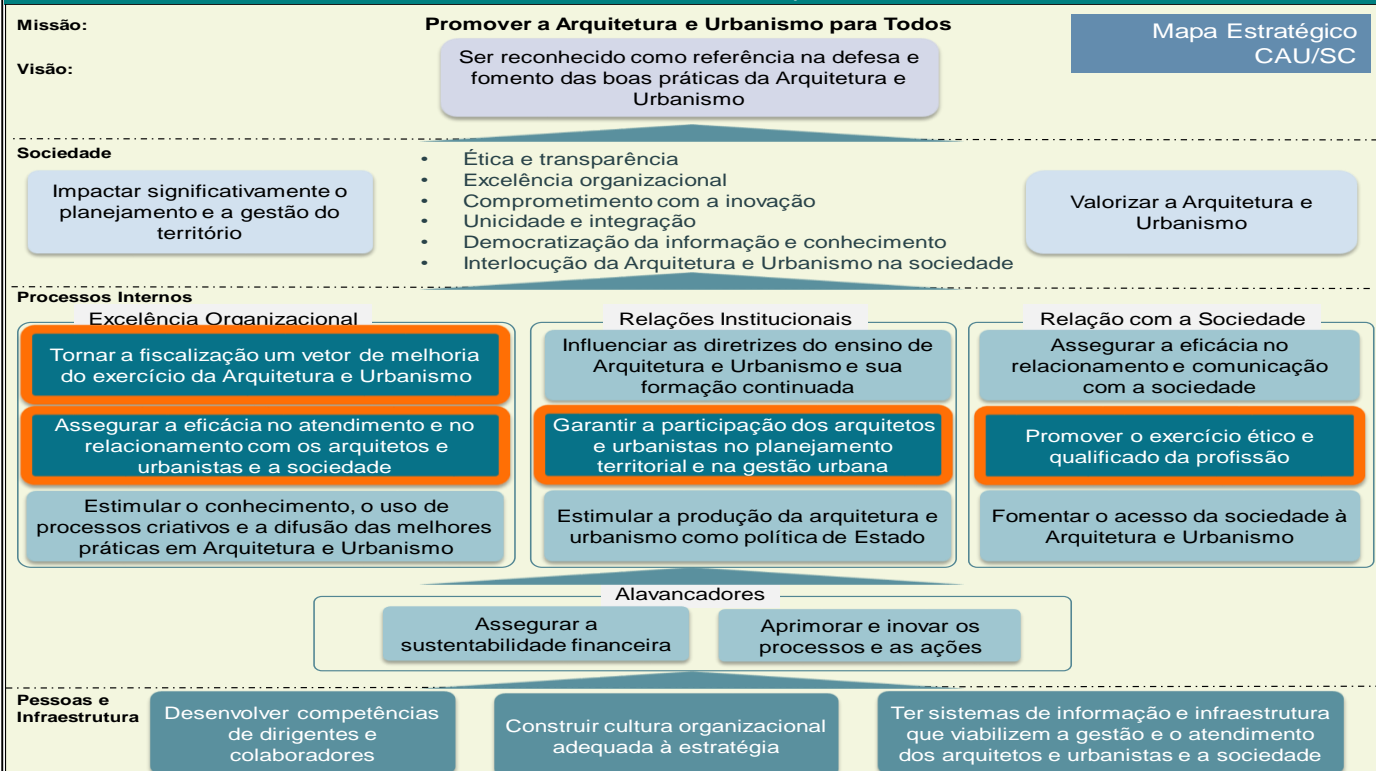 Missão:
Promover a Arquitetura e Urbanismo para Todos
Mapa Estratégico
CAU/SC
Visão:
Ser reconhecido como referência na defesa e
fomento das boas práticas da Arquitetura e
Urbanismo
Sociedade
Impactar significativamente o
planejamento e a gestão do
território
• Ética e transparência
• Excelência organizacional
• Comprometimento com a inovação
• Unicidade e integração
• Democratização da informação e conhecimento
• Interlocução da Arquitetura e Urbanismo na sociedade
Valorizar a Arquitetura e
Urbanismo
Processos Internos
Excelência Organizacional
Tornar a fiscalização um vetor de melhoria
do exercício da Arquitetura e Urbanismo
Assegurar a eficácia no atendimento e no
relacionamento com os arquitetos e
urbanistas e a sociedade
Estimular o conhecimento, o uso de
processos criativos e a difusão das melhores
práticas em Arquitetura e Urbanismo
Relações Institucionais
Influenciar as diretrizes do ensino de
Arquitetura e Urbanismo e sua
formação continuada
Garantir a participação dos arquitetos
e urbanistas no planejamento
territorial e na gestão urbana
Estimular a produção da arquitetura e
urbanismo como política de Estado
Relação com a Sociedade
Assegurar a eficácia no
relacionamento e comunicação
com a sociedade
Promover o exercício ético e
qualificado da profissão
Fomentar o acesso da sociedade à
Arquitetura e Urbanismo
Alavancadores
Assegurar a
sustentabilidade financeira
Aprimorar e inovar os
processos e as ações
Pessoas e
Infraestrutura
Desenvolver competências
de dirigentes e
colaboradores
Construir cultura organizacional
adequada à estratégia
Ter sistemas de informação e infraestrutura
que viabilizem a gestão e o atendimento
dos arquitetos e urbanistas e a sociedade